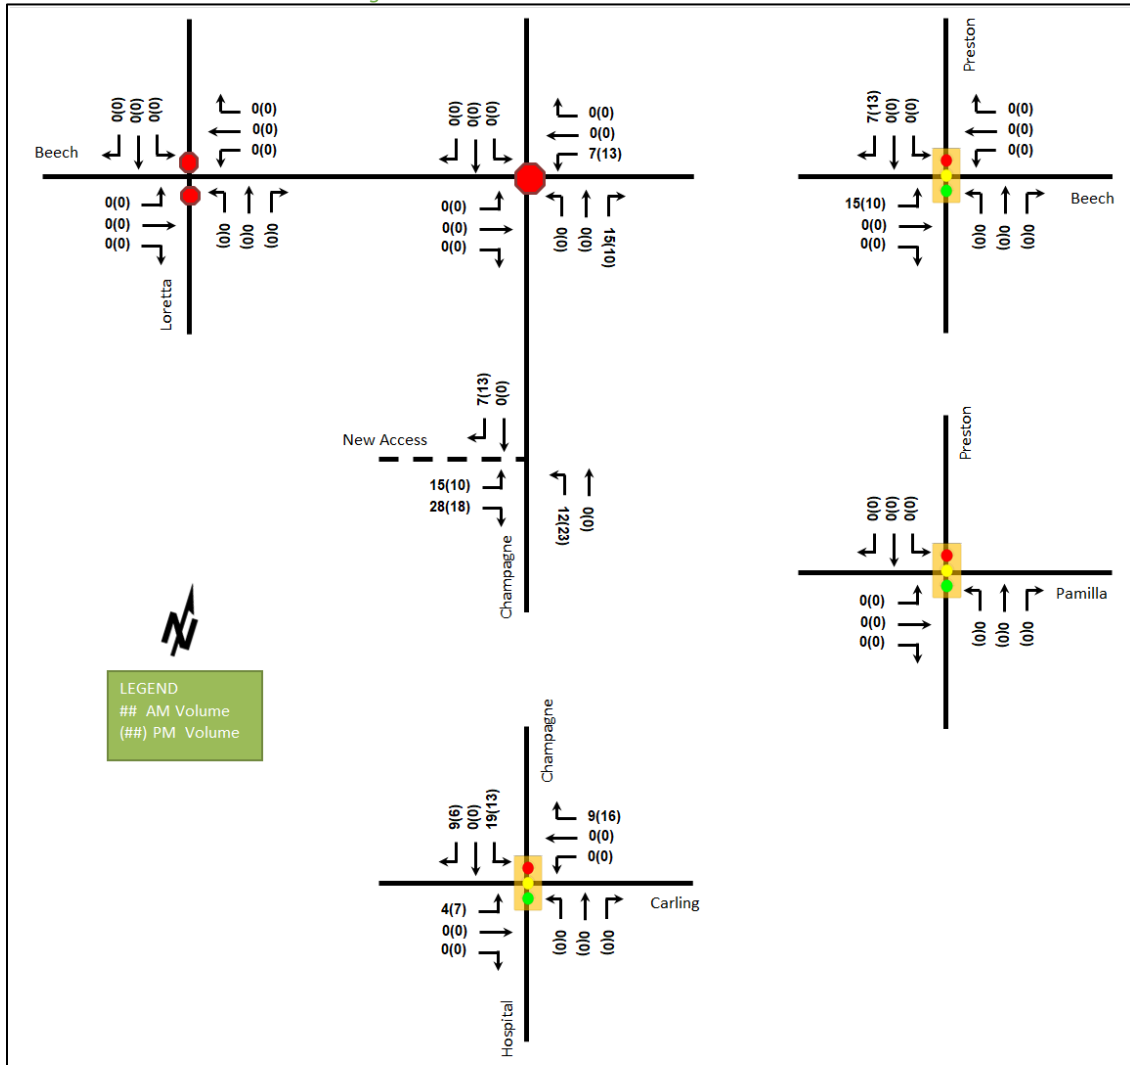 Preston
0(0) 0(0) 0(0)
0(0)
0(0)
0(0)
Beech
0(0)
0(0)
0(0)
0(0) 0(0) 0(0)
Loretta
0(0) 0(0) 0(0)
0(0)
0(0)
7(13)
0(0)
0(0)
0(0)
0(0) 0(0) 15(10)
7(13) 0(0) 0(0)
0(0)
0(0)
0(0)
Beech
15(10)
0(0)
0(0)
0(0) 0(0) 0(0)
7(13) 0(0)
New Access
15(10)
28(18)
12(23) 0(0)
Champagne
Preston
0(0) 0(0) 0(0)
Pamilla
0(0)
0(0)
0(0)
0(0) 0(0) 0(0)
N
LEGEND
## AM Volume
(##) PM Volume
Champagne
9(6) 0(0) 19(13)
9(16)
0(0)
0(0)
Carling
4(7)
0(0)
0(0)
0(0) 0(0) 0(0)
Hospital